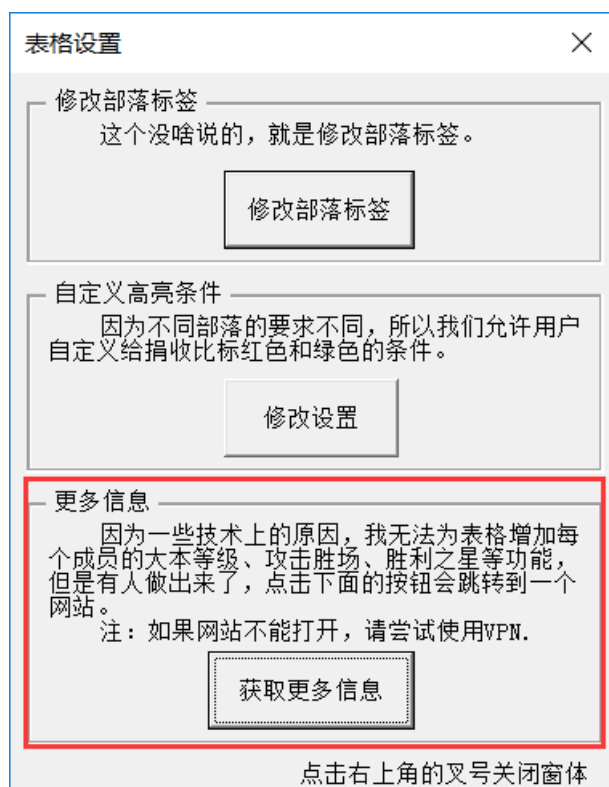 表格设置
修改部落标签
这个没啥说的，就是修改部落标签。
修改部落标签
自定义高亮条件
因为不同部落的要求不同，所以我们允许用户
自定义给捐收比标红色和绿色的条件。
修改设置
更多信息
因为一些技术上的原因，我无法为表格增加每
个成员的大本等级、攻击胜场、胜利之星等功能，
但是有人做出来了，点击下面的按钮会跳转到一个
网站。
注：如果网站不能打开，请尝试使用VPN.
获取更多信息
点击右上角的叉号关闭窗体